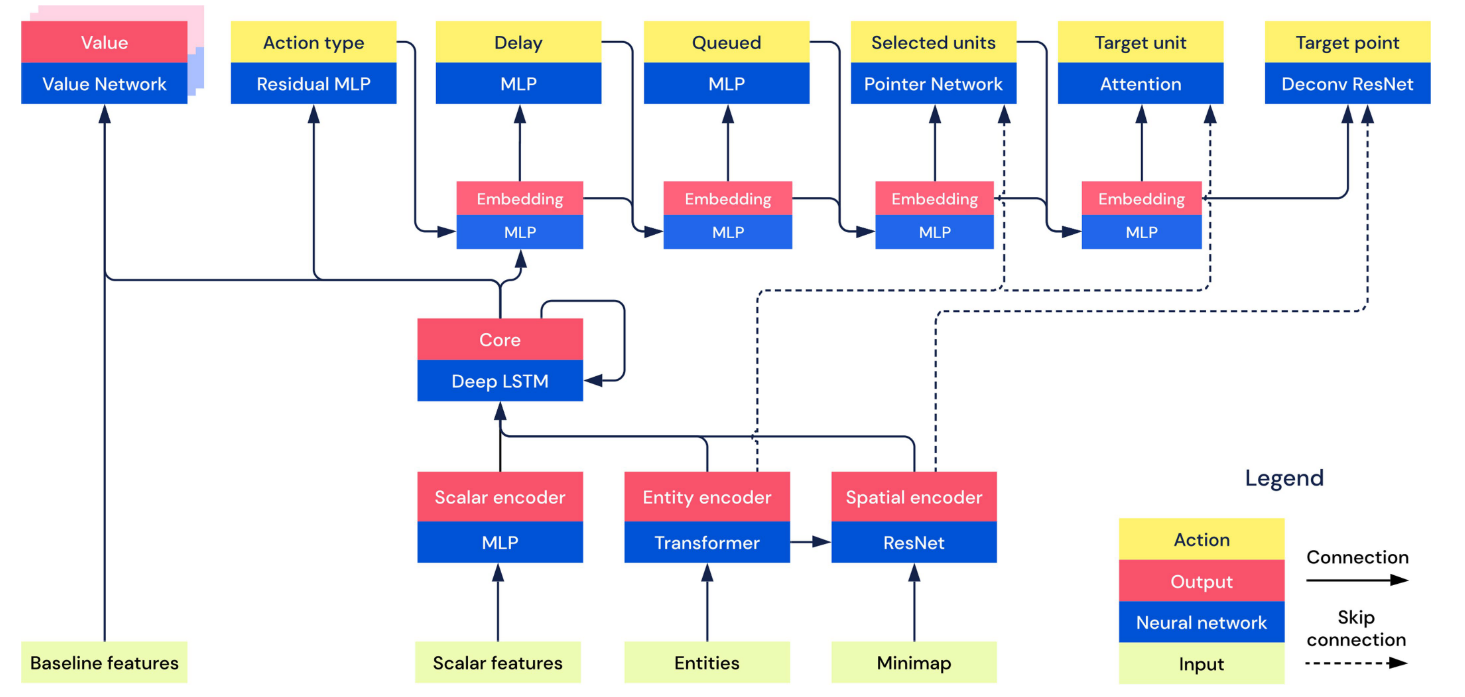 Value
Value Network
Action type
Residual MLP
Delay
MLP
Queued
MLP
Selected units
Pointer Network
Target unit
Attention
Target point
Deconv ResNet
Embedding
MLP
Embedding
MLP
Embedding
MLP
Embedding
MLP
Core
Deep LSTM
Scalar encoder
MLP
Entity encoder
Transformer
Spatial encoder
ResNet
Baseline features
Scalar features
Entities
Minimap
Legend
Action
Output
Neural network
Input
Connection
Skip
connection